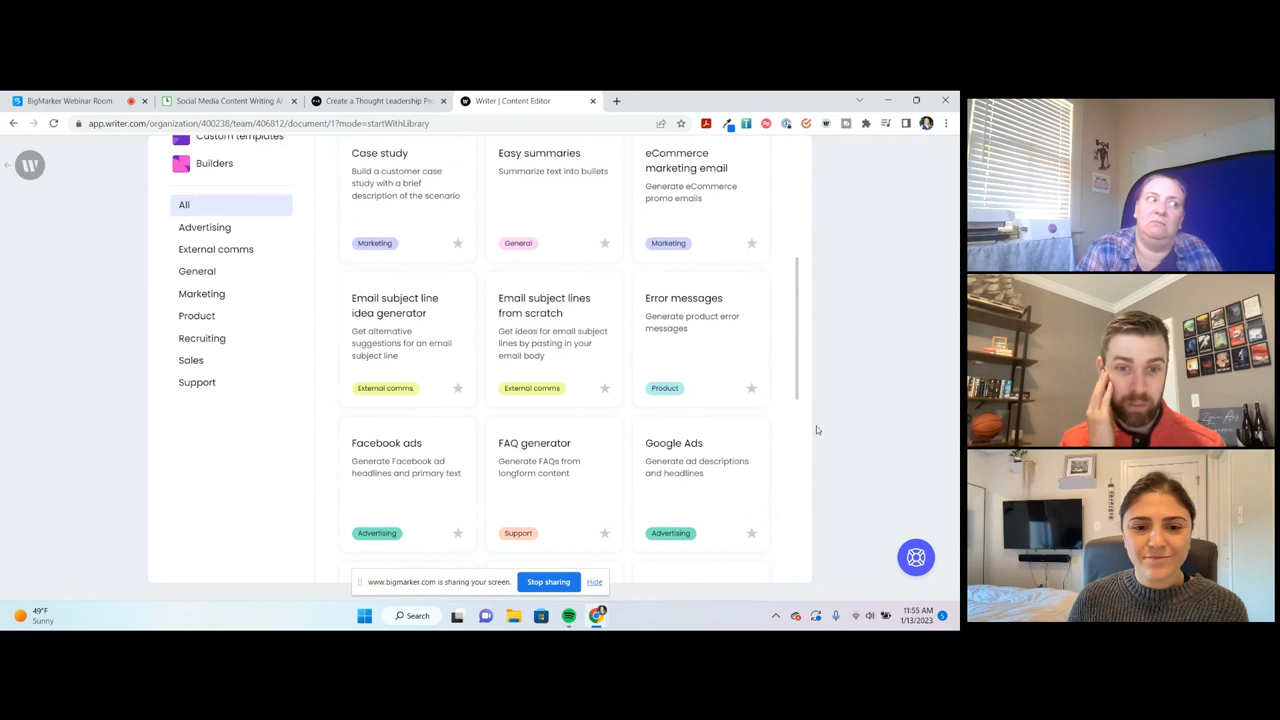 BigMarker Webinar Room
Social Media Content Writing AI
Create a Thought Leadership Pro
Writer | Content Editor
app.writer.com/organization/400238/team/406812/document/1?mode=startWithLibrary
Custom templates
Builders
All
Advertising
External comms
General
Marketing
Product
Recruiting
Sales
Support
Case study
Build a customer case
study with a brief
description of the scenario
Marketing
Easy summaries
Summarize text into bullets
General
eCommerce
marketing email
Generate eCommerce
promo emails
Marketing
Email subject line
idea generator
Get alternative
suggestions for an email
subject line
External comms
Email subject lines
from scratch
Get ideas for email subject
lines by pasting in your
email body
External comms
Error messages
Generate product error
messages
Product
Facebook ads
Generate Facebook ad
headlines and primary text
Advertising
FAQ generator
Generate FAQs from
longform content
Support
Google Ads
Generate ad descriptions
and headlines
Advertising
www.bigmarker.com is sharing your screen.
Stop sharing
Hide
49°F
Sunny
Search
11:55 AM
1/13/2023
5